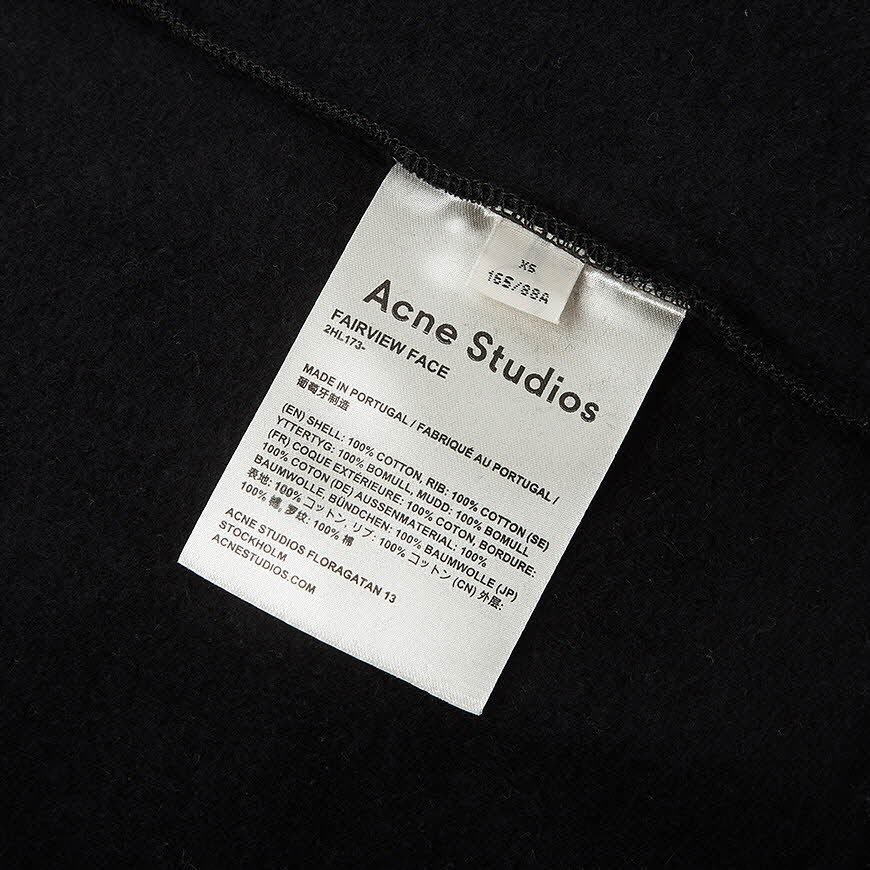 XS
165/88A
Acne Studios
FAIRVIEW FACE
2HL173-
MADE IN PORTUGAL / FABRIQUÉ AU PORTUGAL /
葡萄牙制造
(EN) SHELL: 100% COTTON, RIB: 100% COTTON (SE)
YTTERTYG: 100% BOMULL, MUDD: 100% BOMULL
(FR) COQUE EXTÉRIEURE: 100% COTON, BORDURE:
100% COTON (DE) AUSSENMATERIAL: 100%
BAUMWOLLE, BÜNDCHEN: 100% BAUMWOLLE (JP)
表地: 100% コットン, リブ: 100% コットン (CN) 外層:
100% 棉, 罗纹: 100% 棉
ACNE STUDIOS FLORAGATAN 13
STOCKHOLM
ACNESTUDIOS.COM